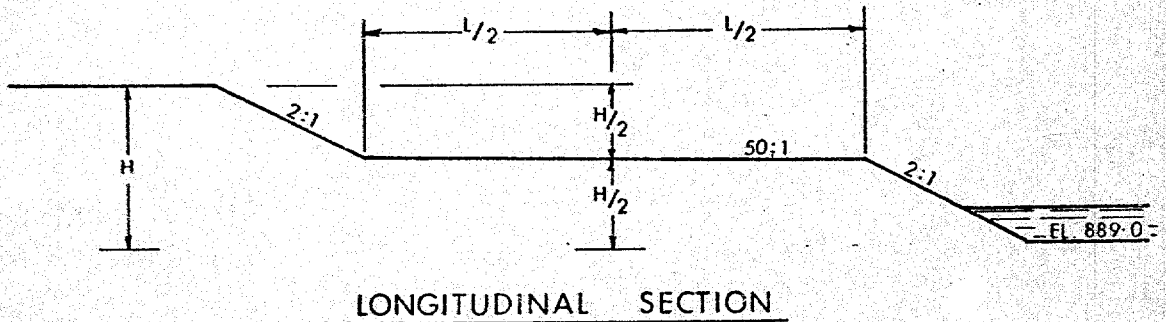 L/2
L/2
2:1
H/2
H
50:1
2:1
H/2
EL. 889.0
LONGITUDINAL SECTION